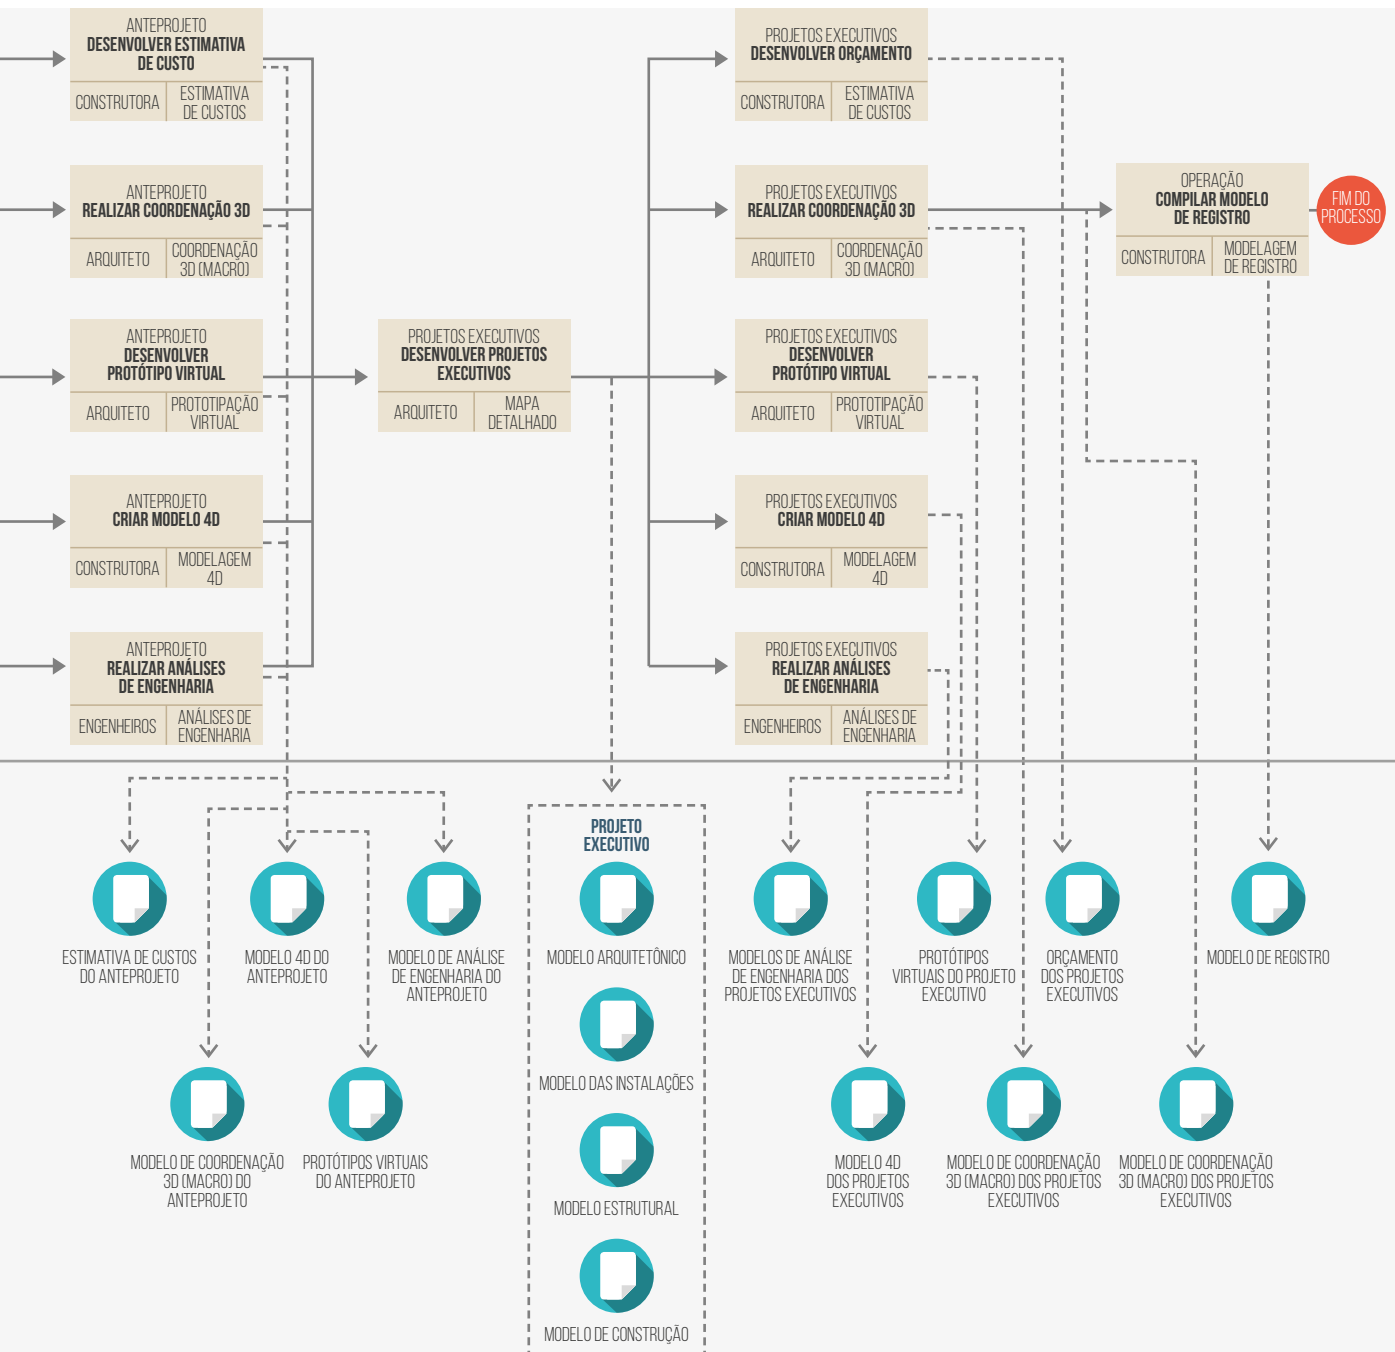 ANTEPROJETO
DESENVOLVER ESTIMATIVA
DE CUSTO
CONSTRUTORA
ESTIMATIVA
DE CUSTOS
ANTEPROJETO
REALIZAR COORDENAÇÃO 3D
ARQUITETO
COORDENAÇÃO
3D (MACRO)
ANTEPROJETO
DESENVOLVER
PROTÓTIPO VIRTUAL
ARQUITETO
PROTOTIPAÇÃO
VIRTUAL
ANTEPROJETO
CRIAR MODELO 4D
CONSTRUTORA
MODELAGEM
4D
ANTEPROJETO
REALIZAR ANÁLISES
DE ENGENHARIA
ENGENHEIROS
ANÁLISES DE
ENGENHARIA
PROJETOS EXECUTIVOS
DESENVOLVER PROJETOS
EXECUTIVOS
ARQUITETO
MAPA
DETALHADO
PROJETOS EXECUTIVOS
DESENVOLVER ORÇAMENTO
CONSTRUTORA
ESTIMATIVA
DE CUSTOS
PROJETOS EXECUTIVOS
REALIZAR COORDENAÇÃO 3D
ARQUITETO
COORDENAÇÃO
3D (MACRO)
PROJETOS EXECUTIVOS
DESENVOLVER
PROTÓTIPO VIRTUAL
ARQUITETO
PROTOTIPAÇÃO
VIRTUAL
PROJETOS EXECUTIVOS
CRIAR MODELO 4D
CONSTRUTORA
MODELAGEM
4D
PROJETOS EXECUTIVOS
REALIZAR ANÁLISES
DE ENGENHARIA
ENGENHEIROS
ANÁLISES DE
ENGENHARIA
OPERAÇÃO
COMPILAR MODELO
DE REGISTRO
CONSTRUTORA
MODELAGEM
DE REGISTRO
FIM DO
PROCESSO
ESTIMATIVA DE CUSTOS
DO ANTEPROJETO
MODELO 4D DO
ANTEPROJETO
MODELO DE ANÁLISE
DE ENGENHARIA DO
ANTEPROJETO
MODELO DE COORDENAÇÃO
3D (MACRO) DO
ANTEPROJETO
PROTÓTIPOS VIRTUAIS
DO ANTEPROJETO
PROJETO
EXECUTIVO
MODELO ARQUITETÔNICO
MODELO DAS INSTALAÇÕES
MODELO ESTRUTURAL
MODELO DE CONSTRUÇÃO
MODELOS DE ANÁLISE
DE ENGENHARIA DOS
PROJETOS EXECUTIVOS
PROTÓTIPOS
VIRTUAIS DO PROJETO
EXECUTIVO
ORÇAMENTO
DOS PROJETOS
EXECUTIVOS
MODELO DE REGISTRO
MODELO 4D
DOS PROJETOS
EXECUTIVOS
MODELO DE COORDENAÇÃO
3D (MACRO) DOS PROJETOS
EXECUTIVOS
MODELO DE COORDENAÇÃO
3D (MACRO) DOS PROJETOS
EXECUTIVOS